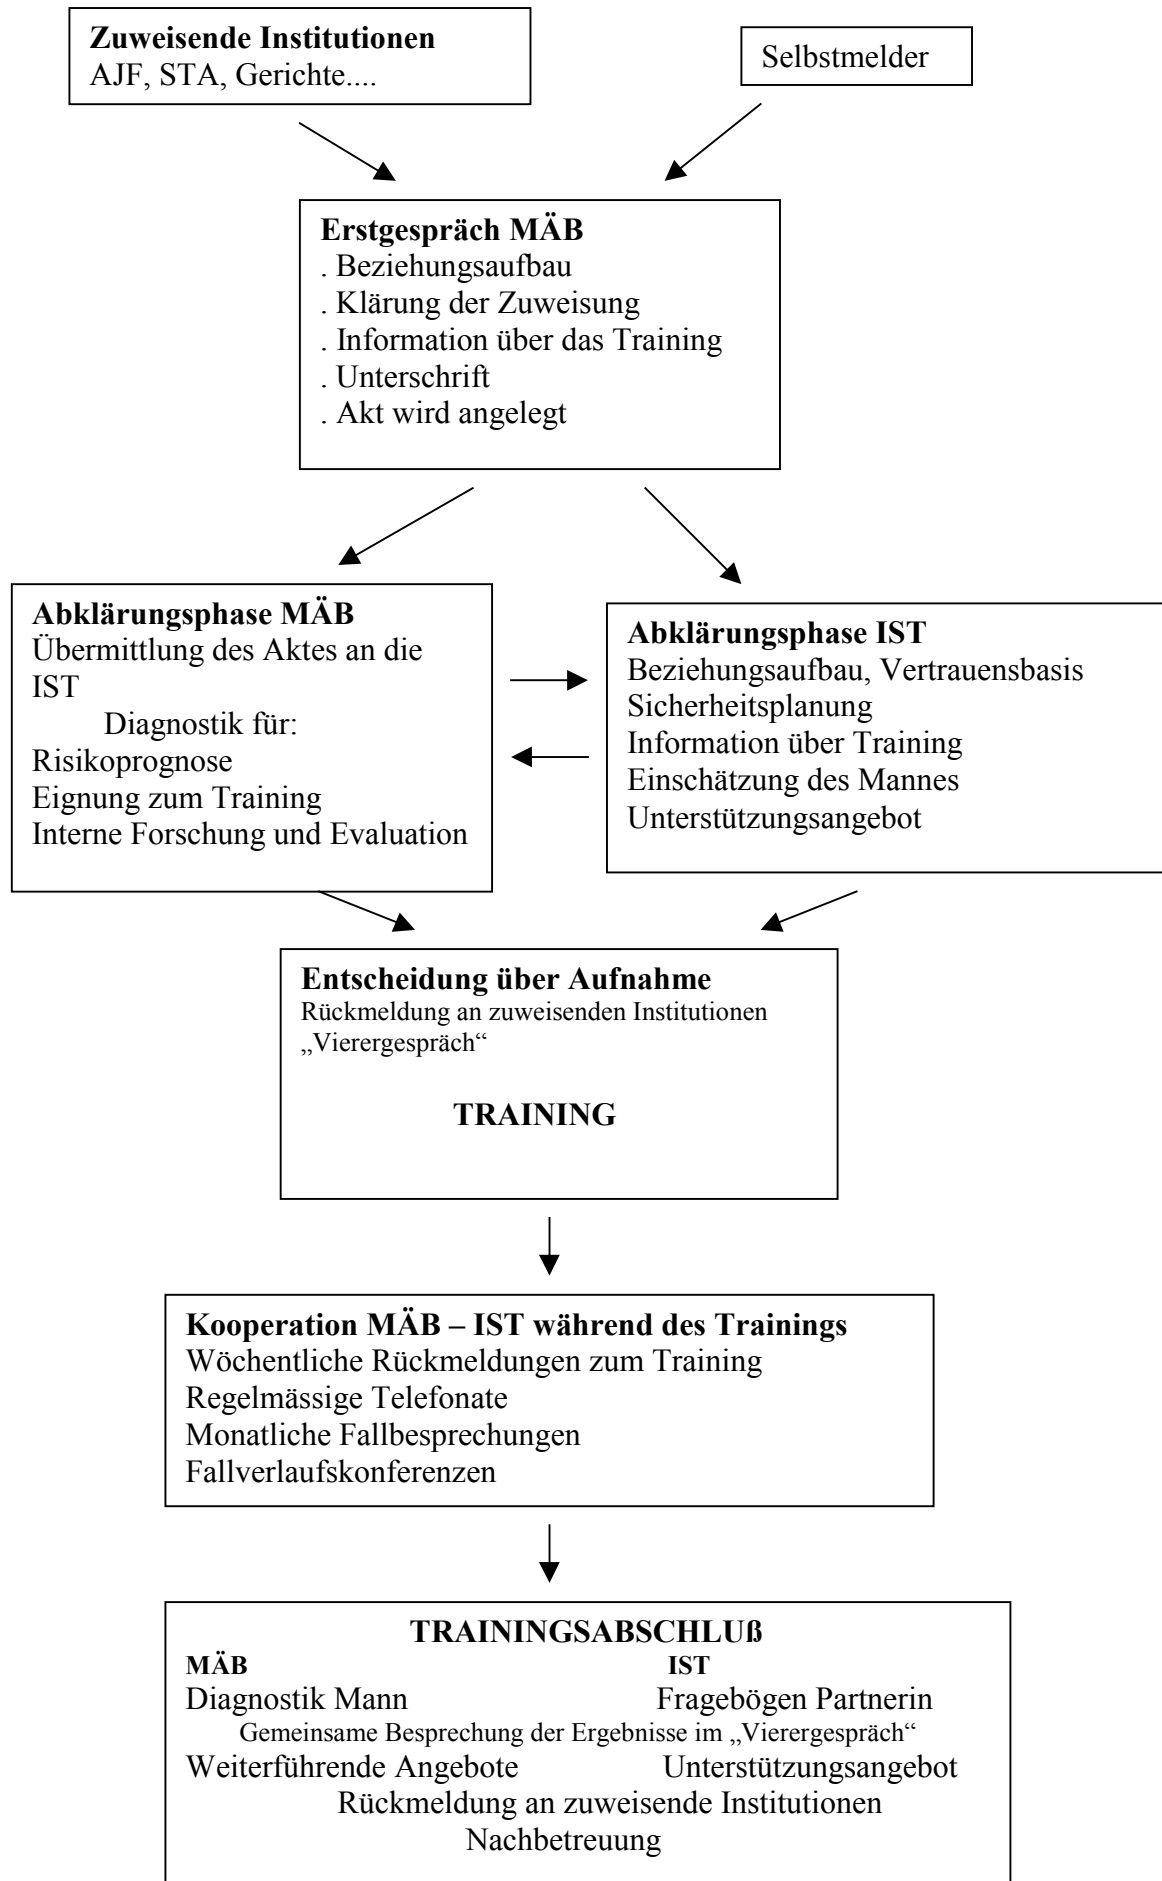 Zuweisende Institutionen
AJF, STA, Gerichte....
Selbstmelder
Erstgespräch MÄB
. Beziehungsaufbau
. Klärung der Zuweisung
. Information über das Training
. Unterschrift
. Akt wird angelegt
Abklärungsphase MÄB
Übermittlung des Aktes an die
IST
Diagnostik für:
Risikoprognose
Eignung zum Training
Interne Forschung und Evaluation
Abklärungsphase IST
Beziehungsaufbau, Vertrauensbasis
Sicherheitsplanung
Information über Training
Einschätzung des Mannes
Unterstützungsangebot
Entscheidung über Aufnahme
Rückmeldung an zuweisenden Institutionen
„Vierergespräch“
TRAINING
Kooperation MÄB – IST während des Trainings
Wöchentliche Rückmeldungen zum Training
Regelmässige Telefonate
Monatliche Fallbesprechungen
Fallverlaufskonferenzen
TRAININGSABSCHLUß
MÄB IST
Diagnostik Mann Fragebögen Partnerin
Gemeinsame Besprechung der Ergebnisse im „Vierergespräch“
Weiterführende Angebote Unterstützungsangebot
Rückmeldung an zuweisende Institutionen
Nachbetreuung